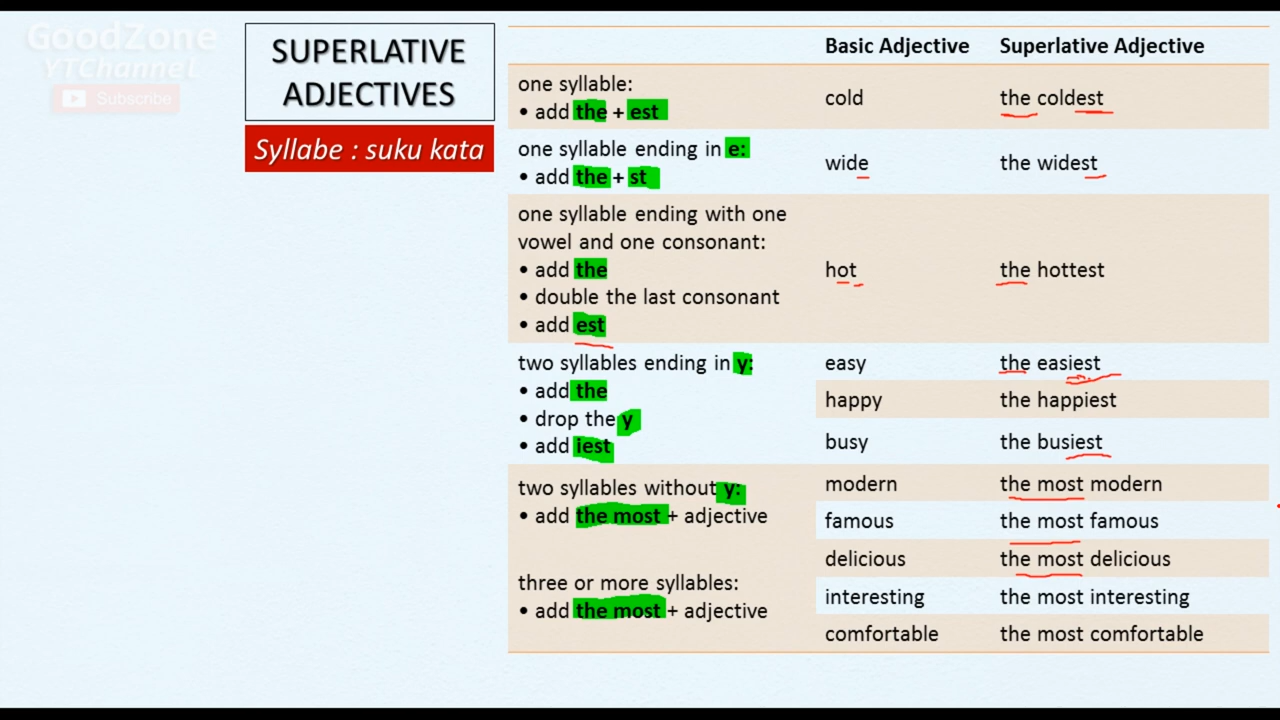 GoodZone
YTChannel
Subscribe
SUPERLATIVE
ADJECTIVES
Syllabe : suku kata
Basic Adjective Superlative Adjective
one syllable:
• add the + est
cold the coldest
one syllable ending in e:
• add the + st
wide the widest
one syllable ending with one
vowel and one consonant:
• add the
• double the last consonant
• add est
hot the hottest
two syllables ending in y:
• add the
• drop the y
• add iest
easy the easiest
happy the happiest
busy the busiest
two syllables without y:
• add the most + adjective
modern the most modern
famous the most famous
three or more syllables:
• add the most + adjective
delicious the most delicious
interesting the most interesting
comfortable the most comfortable